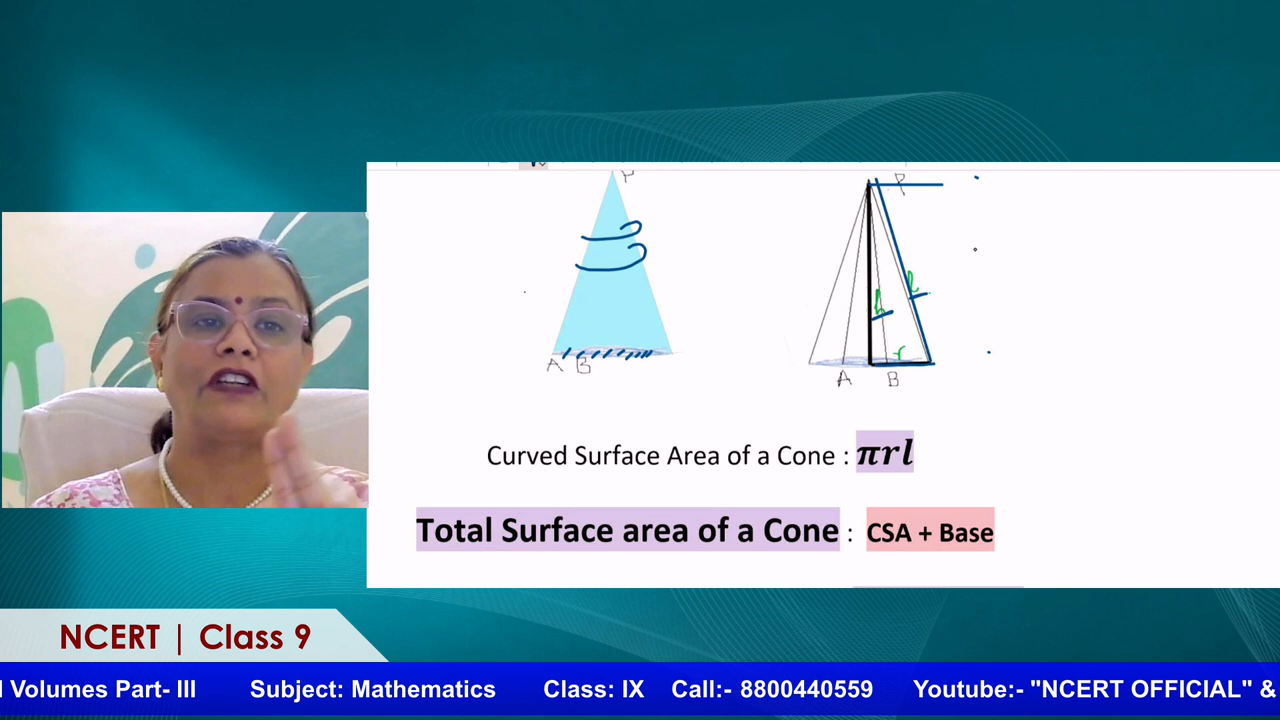 P
A B
P
l
h
r
A B
Curved Surface Area of a Cone : πrl
Total Surface area of a Cone : CSA + Base
NCERT | Class 9
Volumes Part- III Subject: Mathematics Class: IX Call:- 8800440559 Youtube:- "NCERT OFFICIAL" &